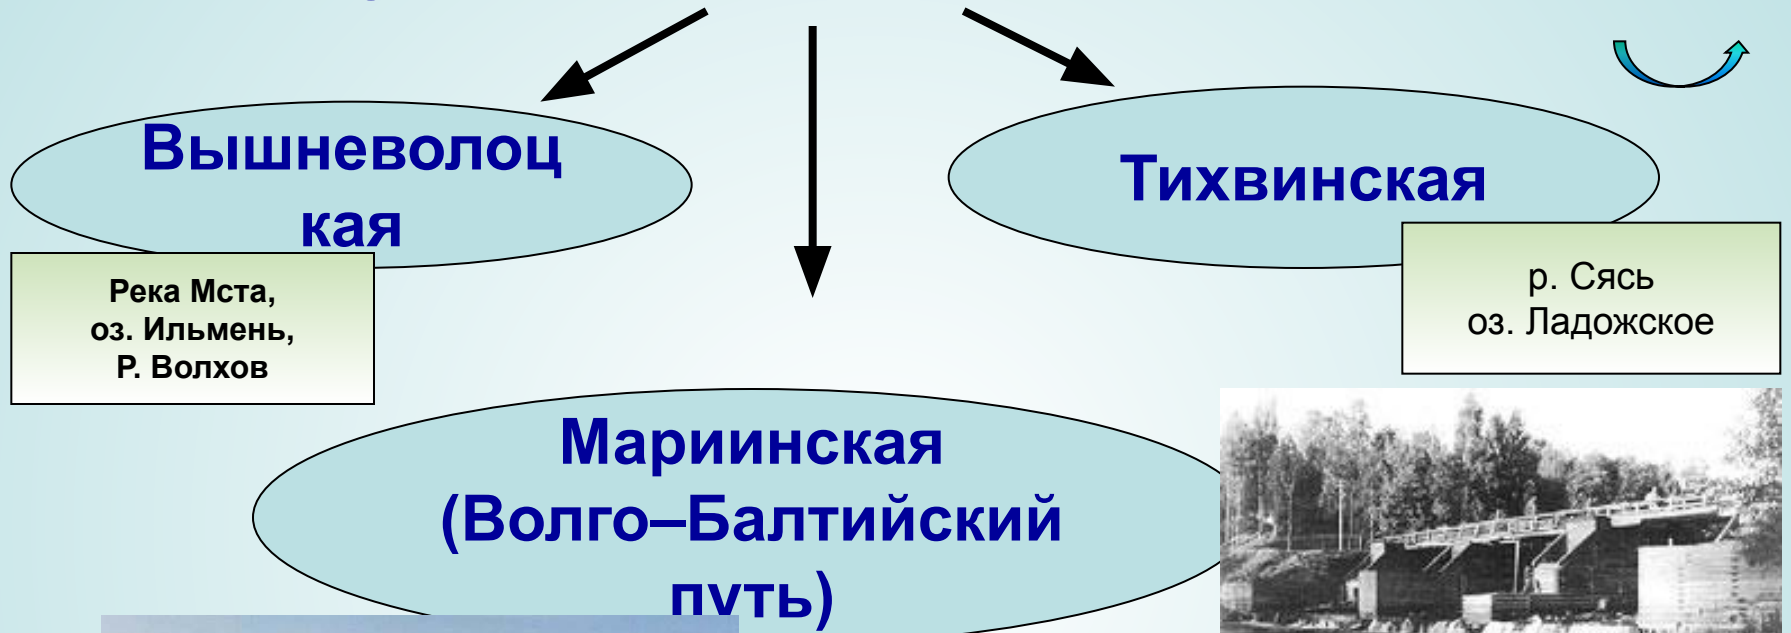 Вышневолоц
кая
Тихвинская
Река Мста,
оз. Ильмень,
Р. Волхов
р. Сясь
оз. Ладожское
Мариинская
(Волго–Балтийский
путь)